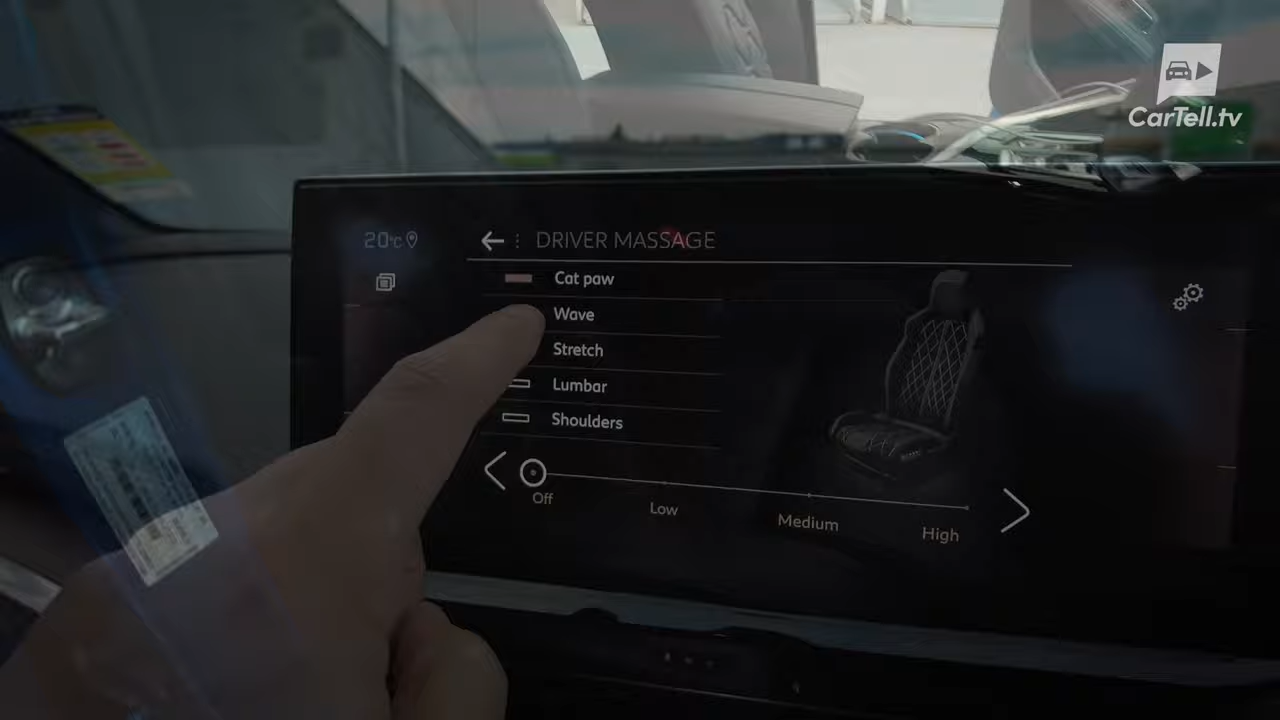 CarTell.tv
20°C
DRIVER MASSAGE
Cat paw
Wave
Stretch
Lumbar
Shoulders
Off
Low
Medium
High